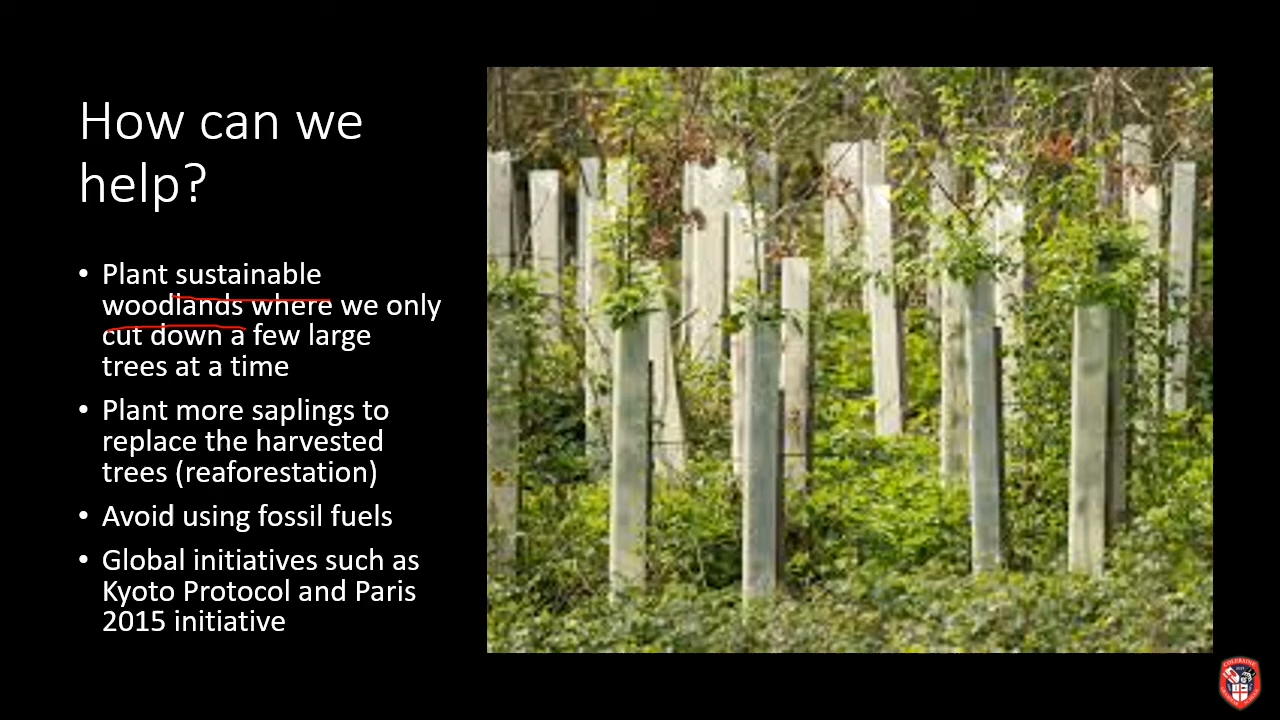 How can we
help?
• Plant sustainable
woodlands where we only
cut down a few large
trees at a time
• Plant more saplings to
replace the harvested
trees (reaforestation)
• Avoid using fossil fuels
• Global initiatives such as
Kyoto Protocol and Paris
2015 initiative
COLERAINE